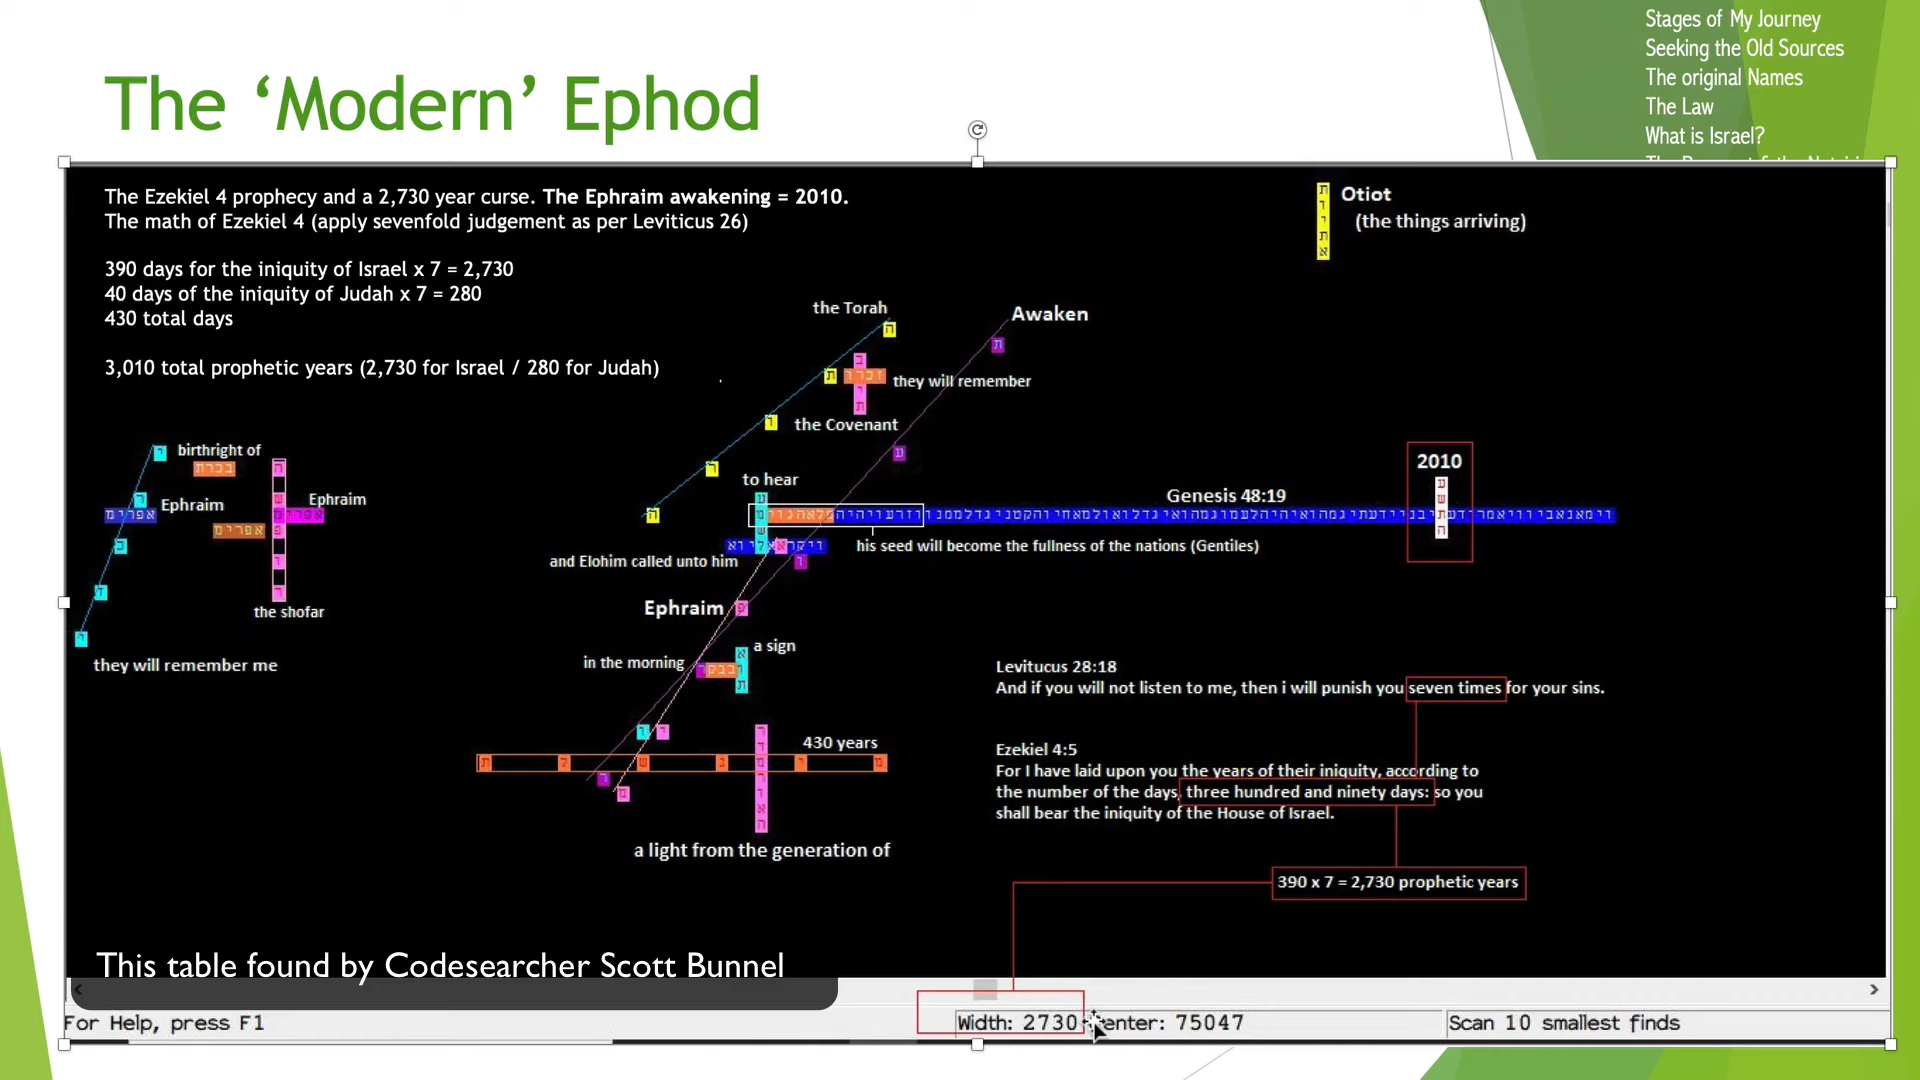 Stages of My Journey
Seeking the Old Sources
The original Names
The Law
What is Israel?
The 'Modern' Ephod
The Ezekiel 4 prophecy and a 2,730 year curse. The Ephraim awakening = 2010.
The math of Ezekiel 4 (apply sevenfold judgement as per Leviticus 26)
390 days for the iniquity of Israel x 7 = 2,730
40 days of the iniquity of Judah x 7 = 280
430 total days
3,010 total prophetic years (2,730 for Israel / 280 for Judah)
Otiot
(the things arriving)
the Torah
Awaken
they will remember
the Covenant
birthright of
בכרת
Ephraim
אפרימ
Ephraim
אפרימ
the shofar
they will remember me
to hear
Genesis 48:19
2010
and Elohim called unto him
his seed will become the fullness of the nations (Gentiles)
Ephraim
a sign
in the morning
430 years
a light from the generation of
Levitucus 28:18
And if you will not listen to me, then i will punish you seven times for your sins.
Ezekiel 4:5
For I have laid upon you the years of their iniquity, according to
the number of the days, three hundred and ninety days: so you
shall bear the iniquity of the House of Israel.
390 x 7 = 2,730 prophetic years
This table found by Codesearcher Scott Bunnel
For Help, press F1
Width: 2730
enter: 75047
Scan 10 smallest finds